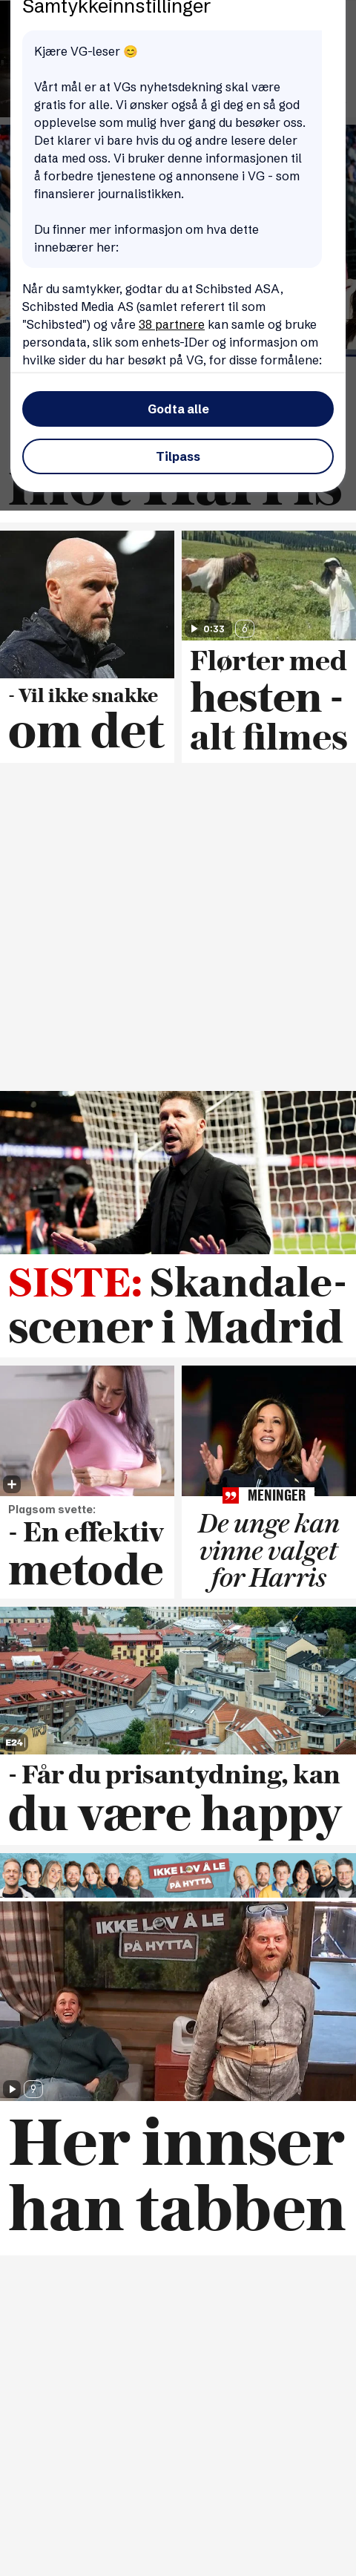 Samtykkeinnstillinger
Kjære VG-leser 😊
Vårt mål er at VGs nyhetsdekning skal være
gratis for alle. Vi ønsker også å gi deg en så god
opplevelse som mulig hver gang du besøker oss.
Det klarer vi bare hvis du og andre lesere deler
data med oss. Vi bruker denne informasjonen til
å forbedre tjenestene og annonsene i VG - som
finansierer journalistikken.
Du finner mer informasjon om hva dette
innebærer her:
Når du samtykker, godtar du at Schibsted ASA,
Schibsted Media AS (samlet referert til som
"Schibsted") og våre 38 partnere kan samle og bruke
persondata, slik som enhets-IDer og informasjon om
hvilke sider du har besøkt på VG, for disse formålene:
Godta alle
Tilpass
mot Harris
0:33
- Vil ikke snakke
om det
Flørter med
hesten -
alt filmes
SISTE: Skandale-
scener i Madrid
Plagsom svette:
- En effektiv
metode
MENINGER
De unge kan
vinne valget
for Harris
E24
- Får du prisantydning, kan
du være happy
IKKE LOV Å LE
PÅ HYTTA
IKKE LOV Å LE
PÅ HYTTA
Her innser
han tabben